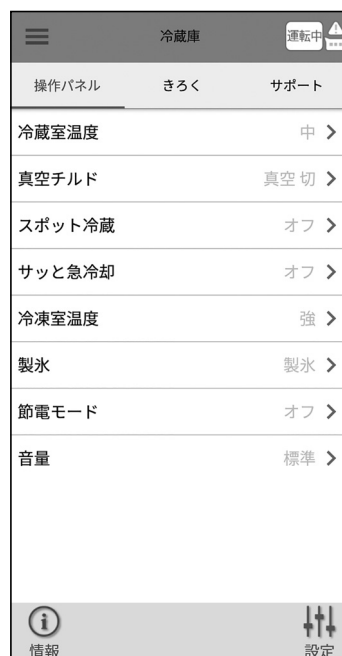 冷蔵庫 運転中
操作パネル きろく サポート
冷蔵室温度 中
真空チルド 真空 切
スポット冷蔵 オフ
サッと急冷却 オフ
冷凍室温度 強
製氷 製氷
節電モード オフ
音量 標準
情報 設定